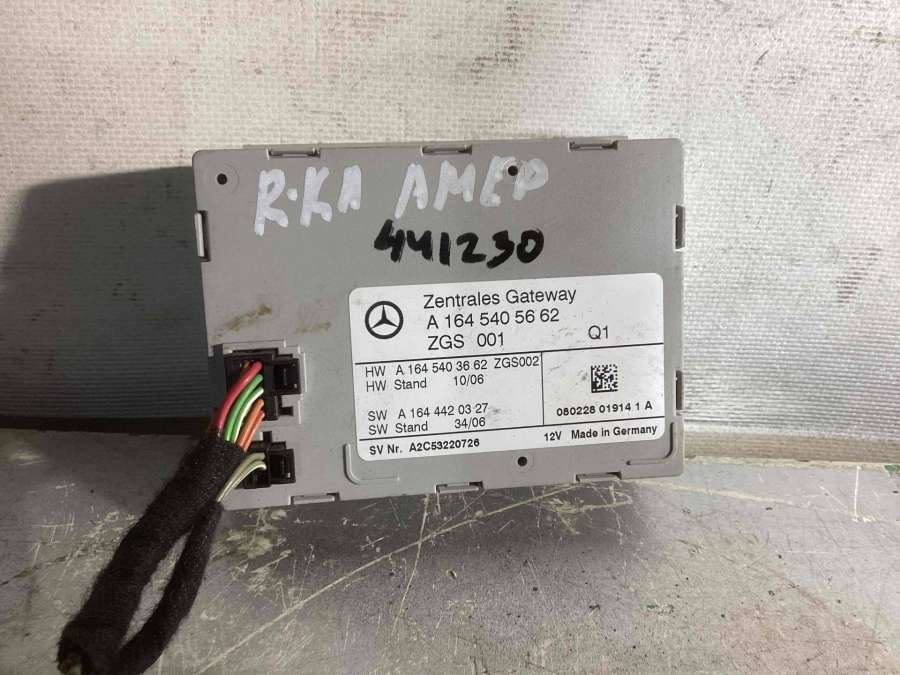 R-KA AMEP
441230
Zentrales Gateway
A 164 540 56 62
ZGS 001 Q1
HW A 164 540 36 62 ZGS002
HW Stand 10/06
SW A 164 442 03 27
SW Stand 34/06
080228 01914 1 A
SV Nr. A2C53220726 12V Made in Germany